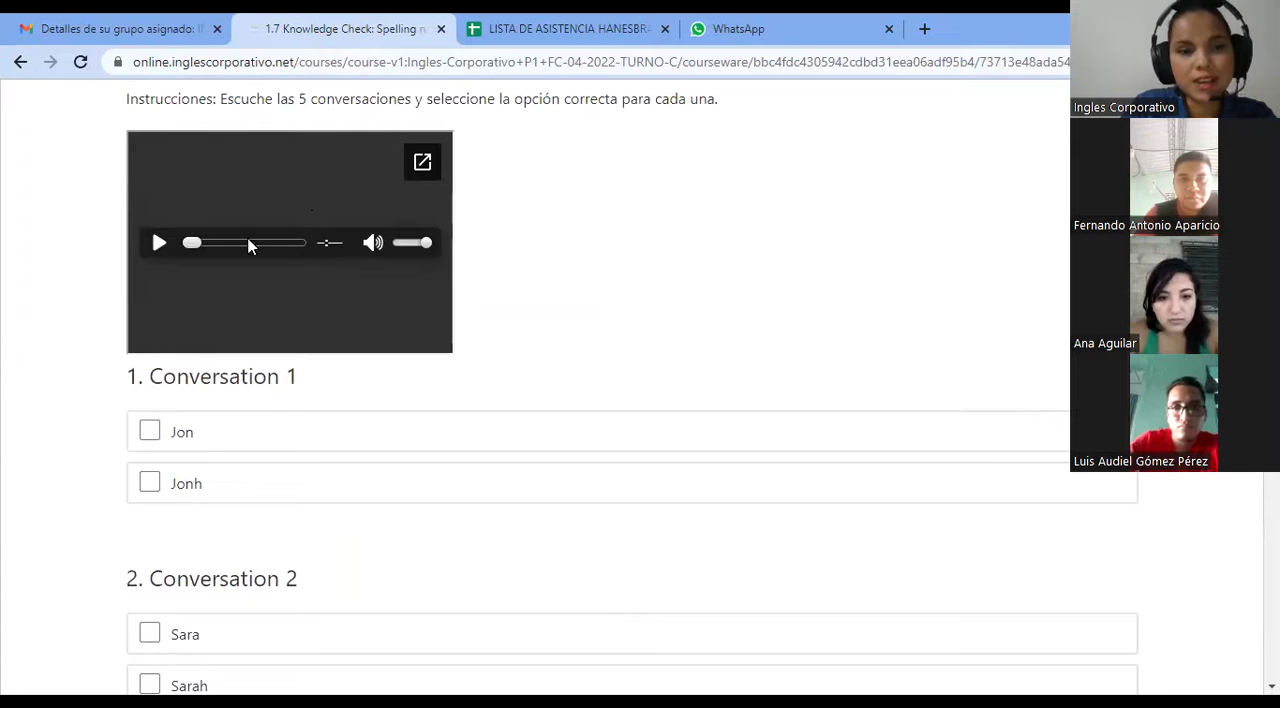 Detalles de su grupo asignado: I
1.7 Knowledge Check: Spelling n
LISTA DE ASISTENCIA HANESBRA
WhatsApp
online.inglescorporativo.net/courses/course-v1:Ingles-Corporativo+P1+FC-04-2022-TURNO-C/courseware/bbc4fdc4305942cdbd31eea06adf95b4/73713e48ada54
Ingles Corporativo
Instrucciones: Escuche las 5 conversaciones y seleccione la opción correcta para cada una.
Fernando Antonio Aparicio
Ana Aguilar
1. Conversation 1
Jon
Luis Audiel Gómez Pérez
Jonh
2. Conversation 2
Sara
Sarah